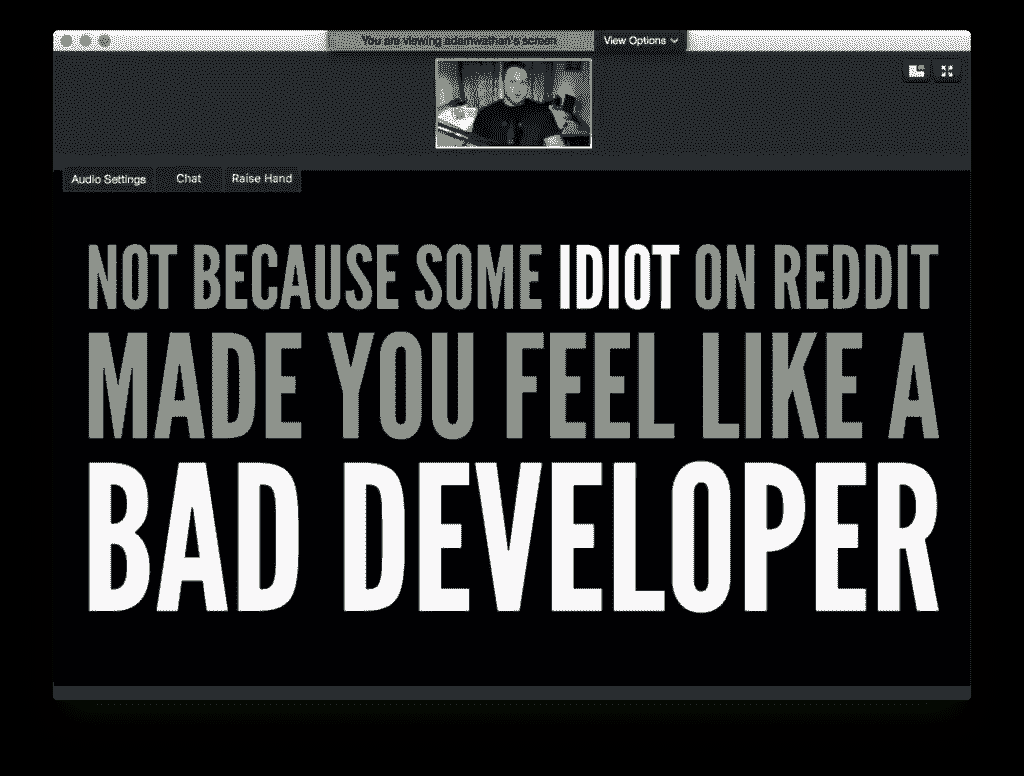 You are viewing adamwathan's screen View Options
Audio Settings Chat Raise Hand
NOT BECAUSE SOME IDIOT ON REDDIT
MADE YOU FEEL LIKE A
BAD DEVELOPER